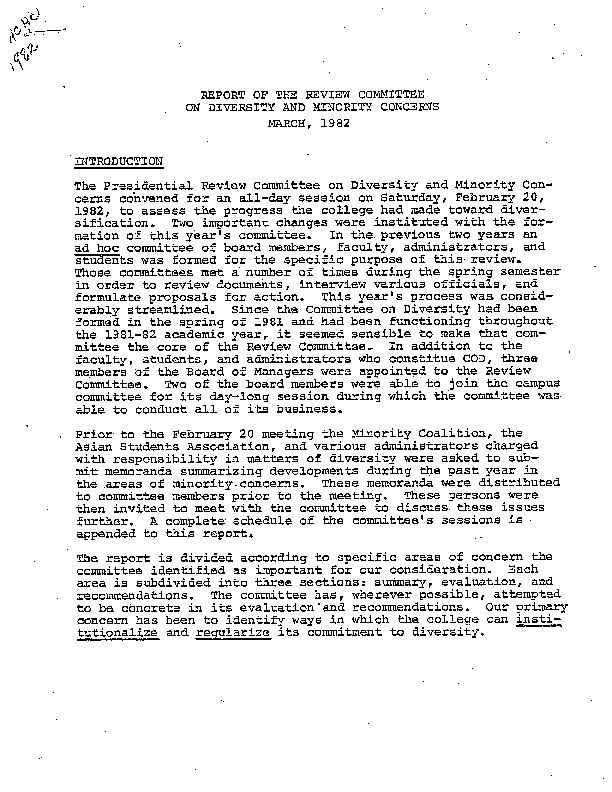 1982
REPORT OF THE REVIEW COMMITTEE
ON DIVERSITY AND MINORITY CONCERNS
MARCH, 1982
INTRODUCTION
The Presidential Review Committee on Diversity and Minority Con-
cerns convened for an all-day session on Saturday, February 20,
1982, to assess the progress the college had made toward diver-
sification. Two important changes were instituted with the for-
mation of this year's committee. In the previous two years an
ad hoc committee of board members, faculty, administrators, and
students was formed for the specific purpose of this review.
Those committees met a number of times during the spring semester
in order to review documents, interview various officials, and
formulate proposals for action. This year's process was consid-
erably streamlined. Since the Committee on Diversity had been
formed in the spring of 1981 and had been functioning throughout
the 1981-82 academic year, it seemed sensible to make that com-
mittee the core of the Review Committee. In addition to the
faculty, students, and administrators who constitute COD, three
members of the Board of Managers were appointed to the Review
Committee. Two of the board members were able to join the campus
committee for its day-long session during which the committee was
able to conduct all of its business.
Prior to the February 20 meeting the Minority Coalition, the
Asian Students Association, and various administrators charged
with responsibility in matters of diversity were asked to sub-
mit memoranda summarizing developments during the past year in
the areas of minority concerns. These memoranda were distributed
to committee members prior to the meeting. These persons were
then invited to meet with the committee to discuss these issues
further. A complete schedule of the committee's sessions is
appended to this report.
The report is divided according to specific areas of concern the
committee identified as important for our consideration. Each
area is subdivided into three sections: summary, evaluation, and
recommendations. The committee has, wherever possible, attempted
to be concrete in its evaluation and recommendations. Our primary
concern has been to identify ways in which the college can insti-
tutionalize and regularize its commitment to diversity.